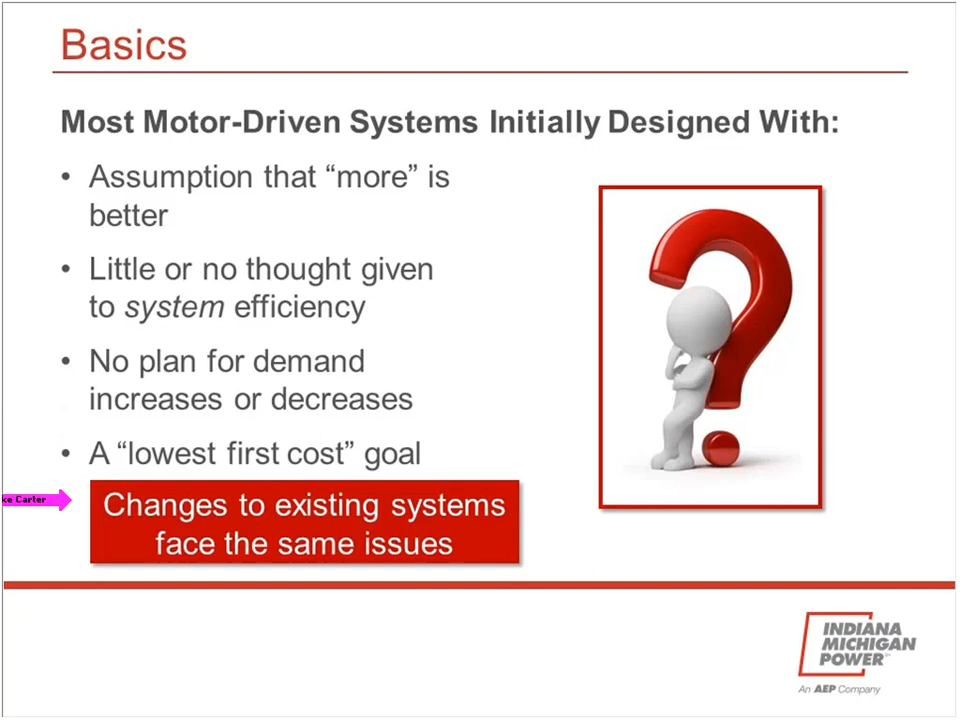 Basics
Most Motor-Driven Systems Initially Designed With:
• Assumption that “more” is
better
• Little or no thought given
to system efficiency
• No plan for demand
increases or decreases
• A “lowest first cost” goal
ke Carter
Changes to existing systems
face the same issues
INDIANA
MICHIGAN
POWER
An AEP Company